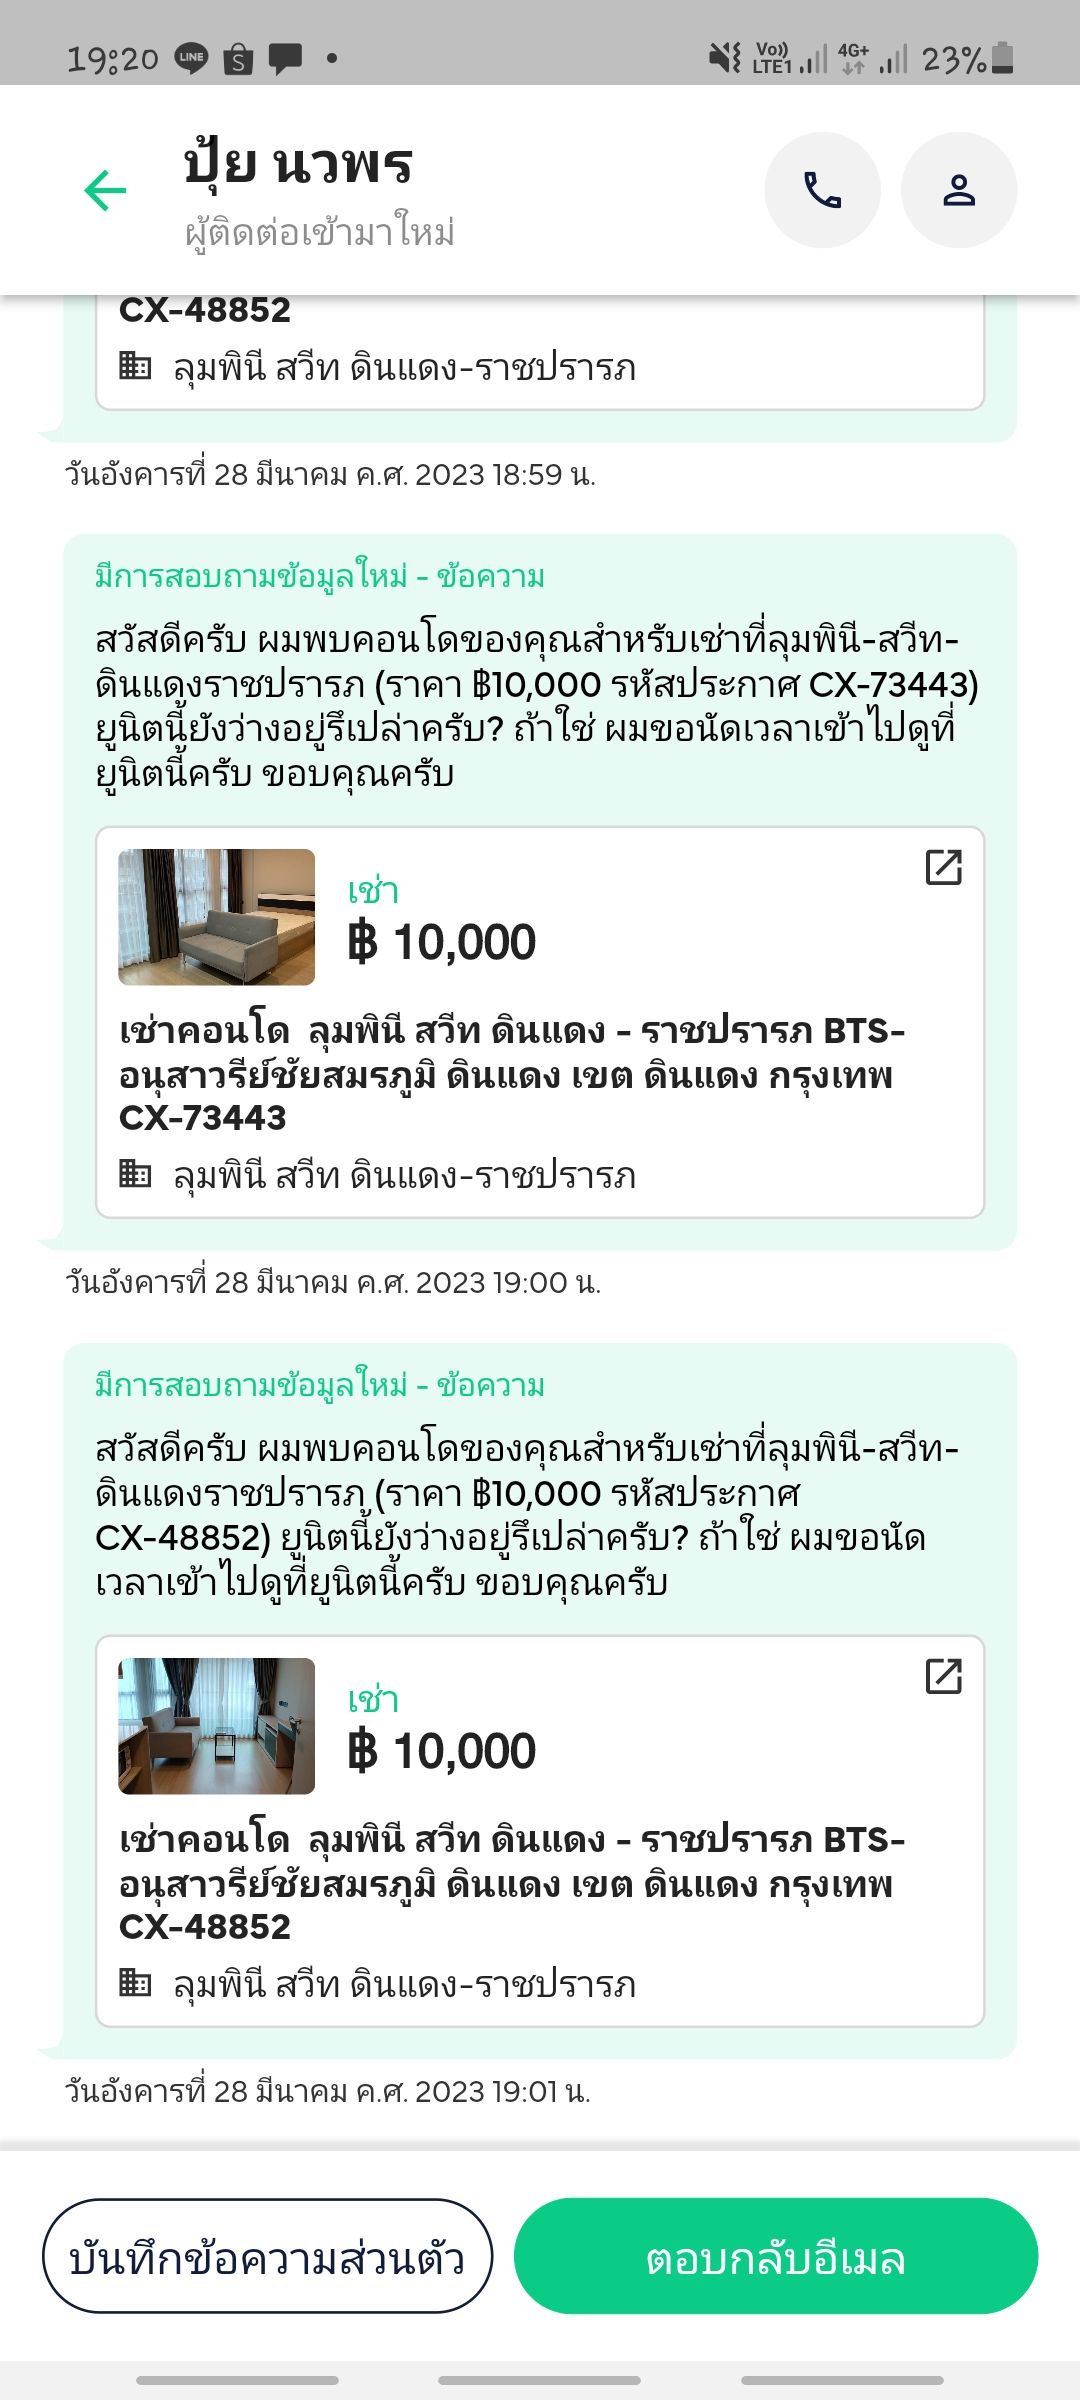 19:20 LINE S Vo)) LTE1 4G+ 23%
ปุ้ย นวพร
ผู้ติดต่อเข้ามาใหม่
CX-48852
ลุมพินี สวีท ดินแดง-ราชปรารภ
วันอังคารที่ 28 มีนาคม ค.ศ. 2023 18:59 น.
มีการสอบถามข้อมูลใหม่ - ข้อความ
สวัสดีครับ ผมพบคอนโดของคุณสำหรับเช่าที่ลุมพินี-สวีท-
ดินแดงราชปรารภ (ราคา ฿10,000 รหัสประกาศ CX-73443)
ยูนิตนี้ยังว่างอยู่รึเปล่าครับ? ถ้าใช่ ผมขอนัดเวลาเข้าไปดูที่
ยูนิตนี้ครับ ขอบคุณครับ
เช่า
฿ 10,000
เช่าคอนโด ลุมพินี สวีท ดินแดง - ราชปรารภ BTS-
อนุสาวรีย์ชัยสมรภูมิ ดินแดง เขต ดินแดง กรุงเทพ
CX-73443
ลุมพินี สวีท ดินแดง-ราชปรารภ
วันอังคารที่ 28 มีนาคม ค.ศ. 2023 19:00 น.
มีการสอบถามข้อมูลใหม่ - ข้อความ
สวัสดีครับ ผมพบคอนโดของคุณสำหรับเช่าที่ลุมพินี-สวีท-
ดินแดงราชปรารภ (ราคา ฿10,000 รหัสประกาศ
CX-48852) ยูนิตนี้ยังว่างอยู่รึเปล่าครับ? ถ้าใช่ ผมขอนัด
เวลาเข้าไปดูที่ยูนิตนี้ครับ ขอบคุณครับ
เช่า
฿ 10,000
เช่าคอนโด ลุมพินี สวีท ดินแดง - ราชปรารภ BTS-
อนุสาวรีย์ชัยสมรภูมิ ดินแดง เขต ดินแดง กรุงเทพ
CX-48852
ลุมพินี สวีท ดินแดง-ราชปรารภ
วันอังคารที่ 28 มีนาคม ค.ศ. 2023 19:01 น.
บันทึกข้อความส่วนตัว
ตอบกลับอีเมล